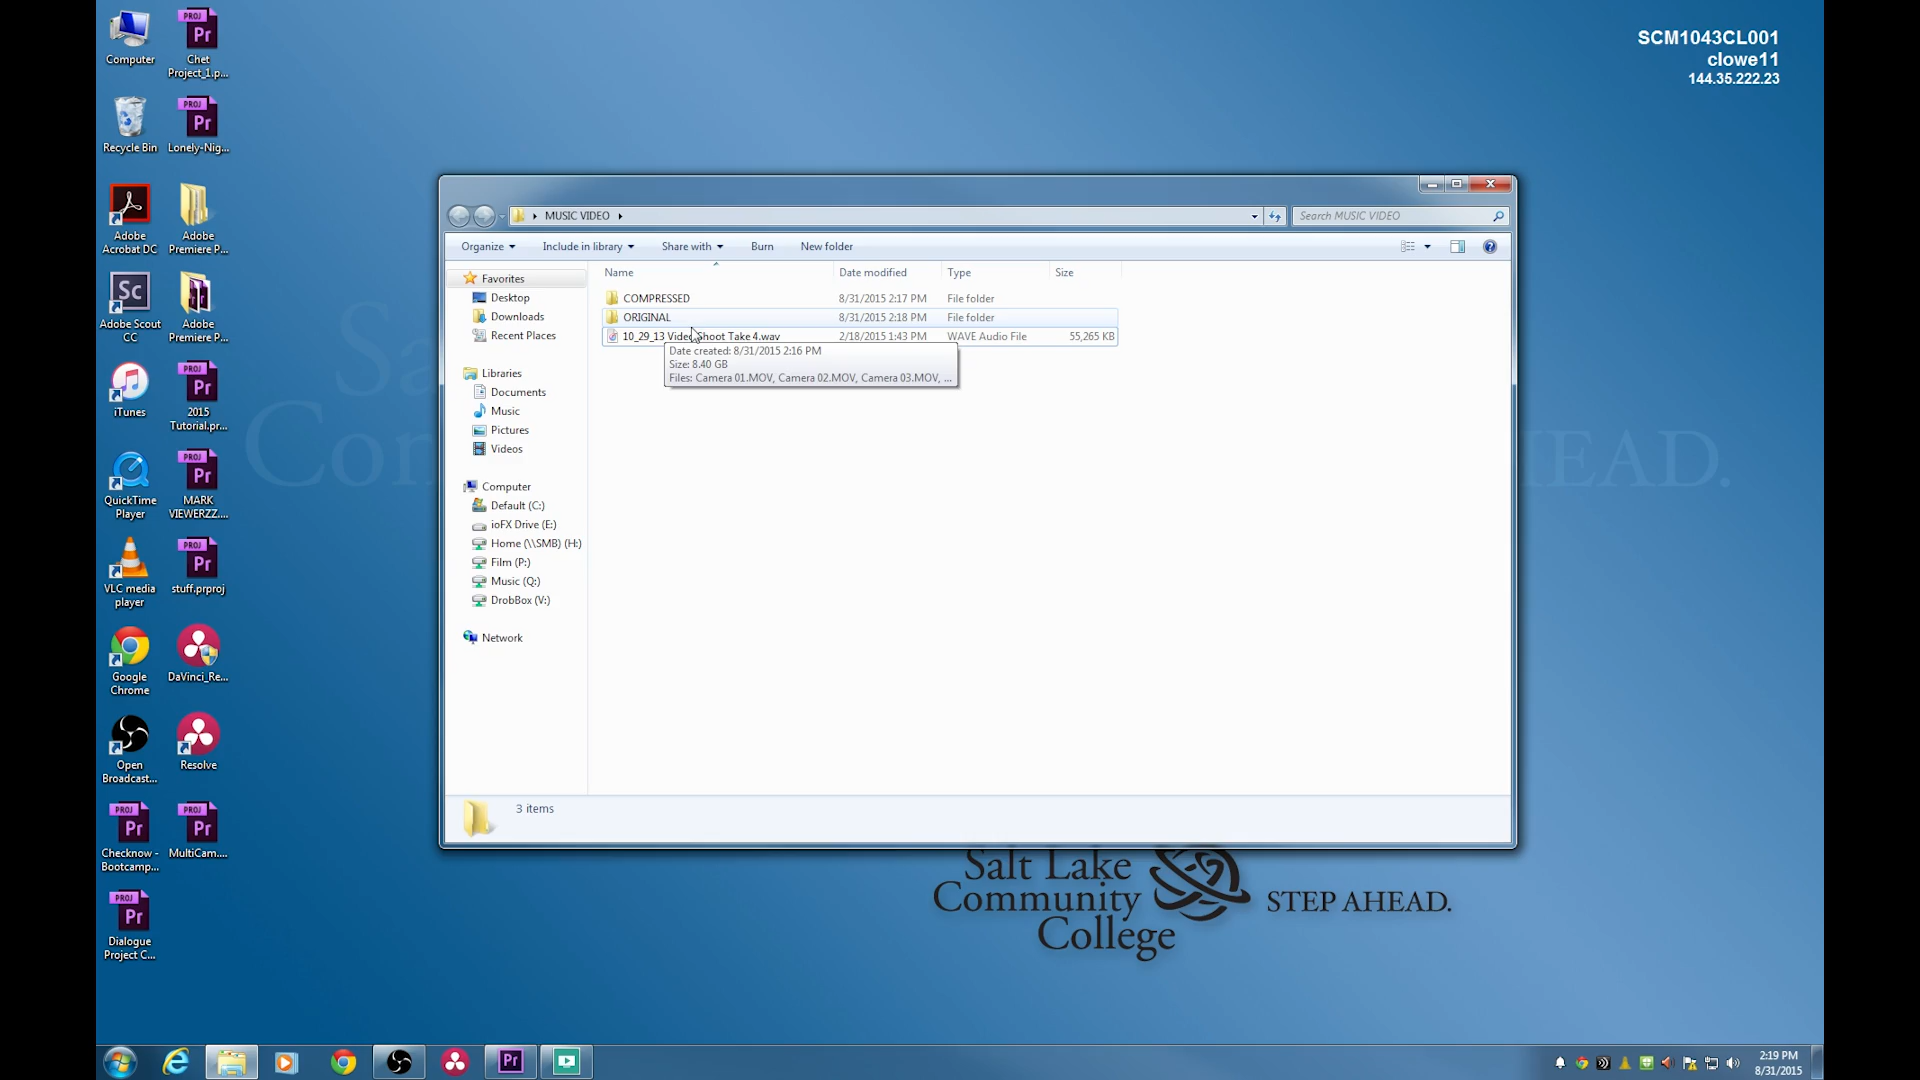 Computer
Chet
Project_1.p...
Recycle Bin
Lonely-Nig...
Adobe
Acrobat DC
Adobe
Premiere P...
Adobe Scout
CC
Adobe
Premiere P...
iTunes
2015
Tutorial.pr...
QuickTime
Player
MARK
VIEWERZZ....
VLC media
player
stuff.prproj
Google
Chrome
DaVinci_Re...
Open
Broadcast...
Resolve
Checknow -
Bootcamp...
MultiCam....
Dialogue
Project C...
SCM1043CL001
clowe11
144.35.222.23
MUSIC VIDEO
Search MUSIC VIDEO
Organize
Include in library
Share with
Burn
New folder
Favorites
Desktop
Downloads
Recent Places
Libraries
Documents
Music
Pictures
Videos
Computer
Default (C:)
ioFX Drive (E:)
Home (\\SMB) (H:)
Film (P:)
Music (Q:)
DrobBox (V:)
Network
Name Date modified Type Size
COMPRESSED 8/31/2015 2:17 PM File folder
ORIGINAL 8/31/2015 2:18 PM File folder
10_29_13 Video Shoot Take 4.wav 2/18/2015 1:43 PM WAVE Audio File 55,265 KB
Date created: 8/31/2015 2:16 PM
Size: 8.40 GB
Files: Camera 01.MOV, Camera 02.MOV, Camera 03.MOV, ...
3 items
Salt Lake
Community
College
STEP AHEAD.
EAD.
2:19 PM
8/31/2015